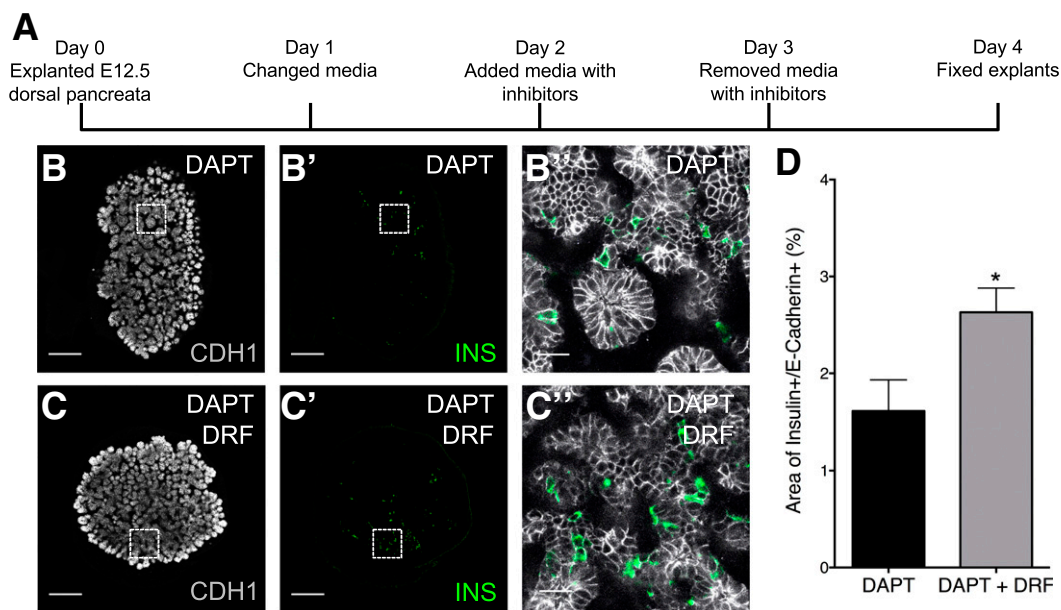 A
Day 0
Explanted E12.5
dorsal pancreata
Day 1
Changed media
Day 2
Added media with
inhibitors
Day 3
Removed media
with inhibitors
Day 4
Fixed explants
B
DAPT
CDH1
B'
DAPT
INS
B''
DAPT
C
DAPT
DRF
CDH1
C'
DAPT
DRF
INS
C''
DAPT
DRF
D
Area of Insulin+/E-Cadherin+ (%)
4
3
2
1
0
*
DAPT
DAPT + DRF